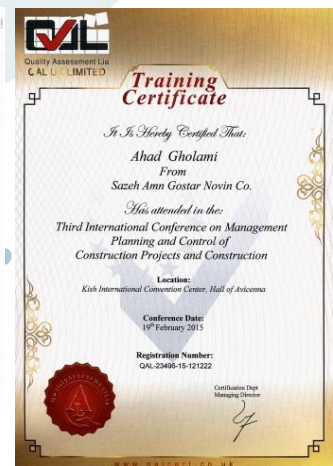 QAL
Quality Assessment Lia
QAL UK LIMITED
Training
Certificate
It Is Hereby Certified That:
Ahad Gholami
From
Sazeh Amn Gostar Novin Co.
Has attended in the:
Third International Conference on Management
Planning and Control of
Construction Projects and Construction
Location:
Kish International Convention Center, Hall of Avicenna
Conference Date:
19th February 2015
Registration Number:
QAL-23496-15-121222
Certification Dept
Managing Director
www.qalcert.co.uk